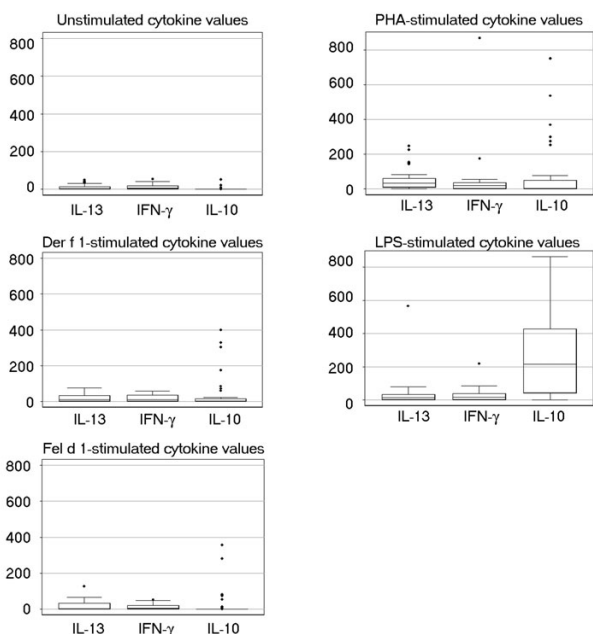 Unstimulated cytokine values
800
600
400
200
0
IL-13 IFN-γ IL-10
PHA-stimulated cytokine values
800
600
400
200
0
IL-13 IFN-γ IL-10
Der f 1-stimulated cytokine values
800
600
400
200
0
IL-13 IFN-γ IL-10
LPS-stimulated cytokine values
800
600
400
200
0
IL-13 IFN-γ IL-10
Fel d 1-stimulated cytokine values
800
600
400
200
0
IL-13 IFN-γ IL-10